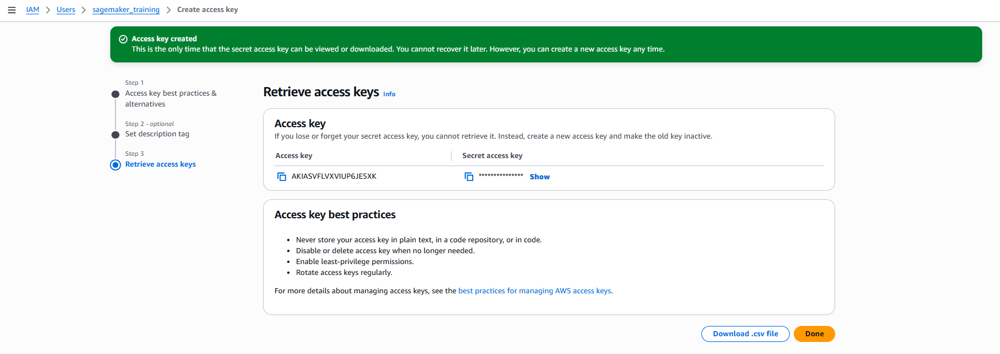 IAM > Users > sagemaker_training > Create access key
Access key created
This is the only time that the secret access key can be viewed or downloaded. You cannot recover it later. However, you can create a new access key any time.
Step 1
Access key best practices &
alternatives
Step 2 - optional
Set description tag
Step 3
Retrieve access keys
Retrieve access keys Info
Access key
If you lose or forget your secret access key, you cannot retrieve it. Instead, create a new access key and make the old key inactive.
Access key Secret access key
AKIASVFLVXVIUP6JE5XK *************** Show
Access key best practices
• Never store your access key in plain text, in a code repository, or in code.
• Disable or delete access key when no longer needed.
• Enable least-privilege permissions.
• Rotate access keys regularly.
For more details about managing access keys, see the best practices for managing AWS access keys.
Download .csv file Done